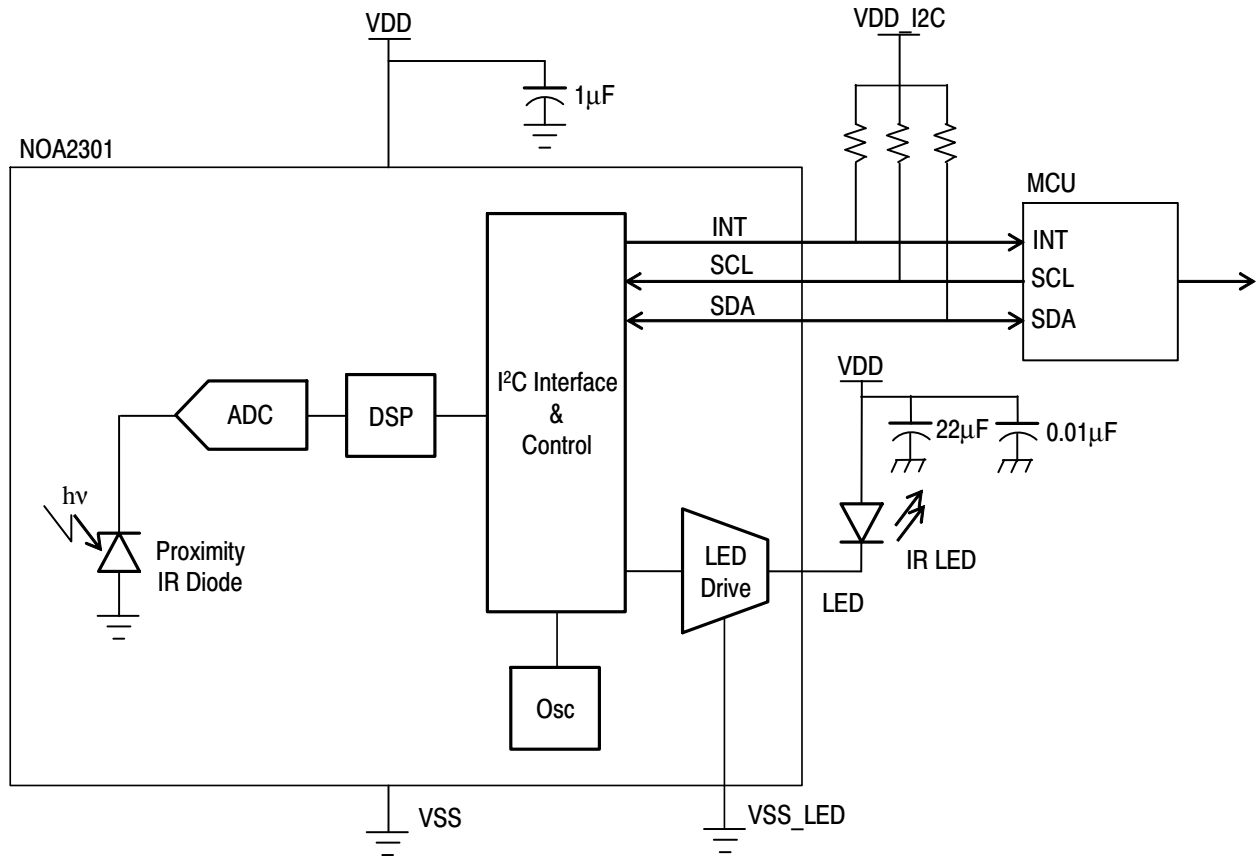 VDD
VDD_I2C
1μF
NOA2301
MCU
INT
INT
SCL
SCL
SDA
SDA
VDD
I²C Interface
&
Control
ADC
DSP
22μF
0.01μF
hν
Proximity
IR Diode
LED
Drive
IR LED
LED
Osc
VSS
VSS_LED